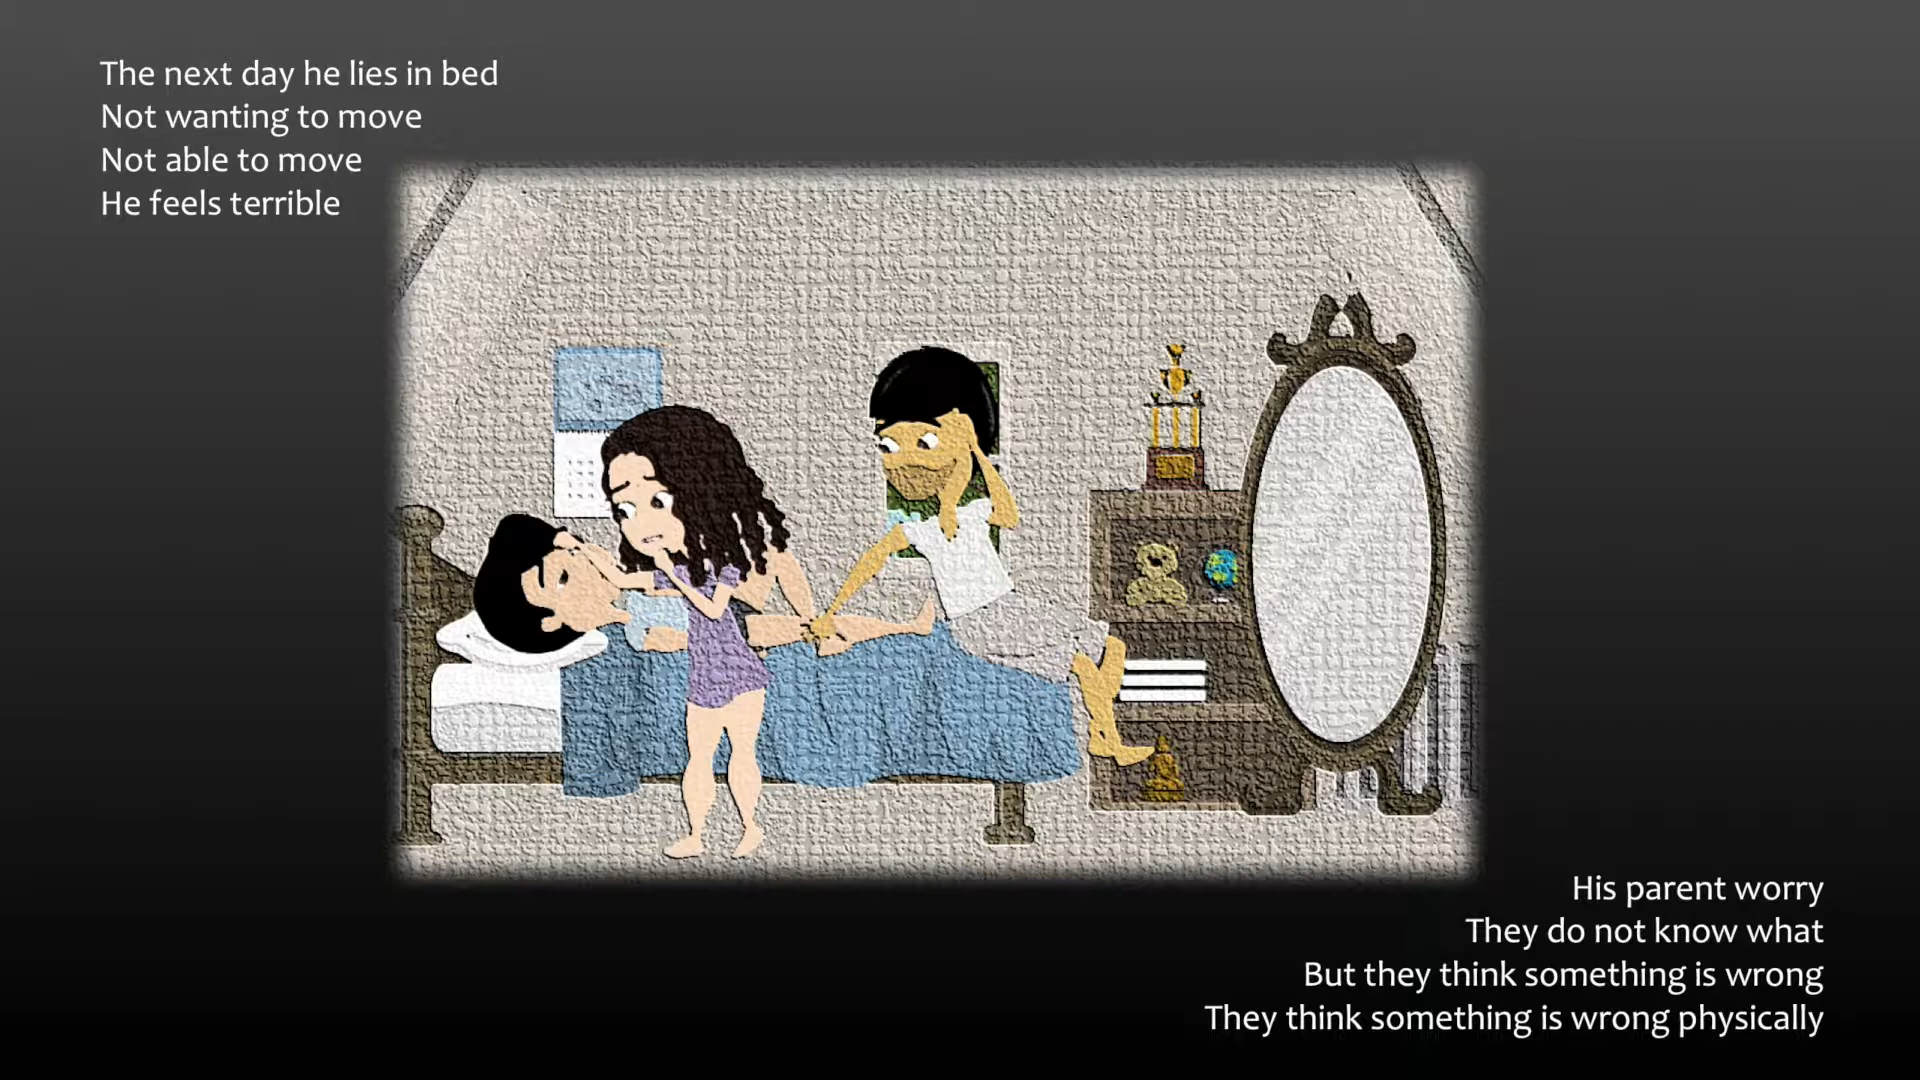 The next day he lies in bed
Not wanting to move
Not able to move
He feels terrible
His parent worry
They do not know what
But they think something is wrong
They think something is wrong physically